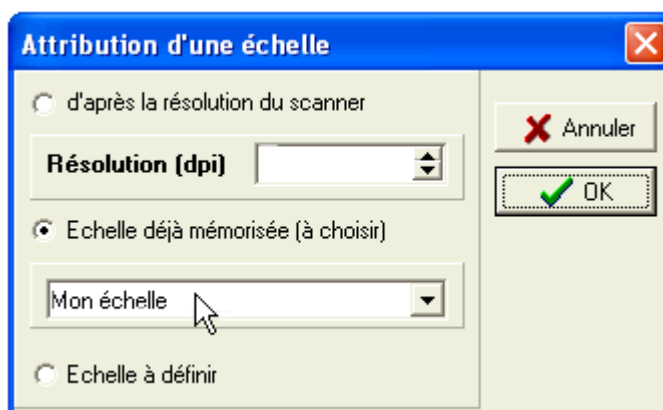 Attribution d'une échelle
d'après la résolution du scanner
Résolution (dpi)
Echelle déjà mémorisée (à choisir)
Mon échelle
Echelle à définir
Annuler
OK